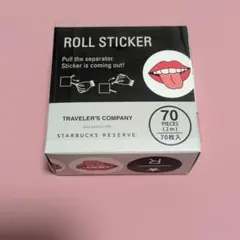 ROLL STICKER
Pull the separator.
Sticker is coming out!
TRAVELER'S COMPANY
STARBUCKS RESERVE
70
PIECES
(2m)
70枚入
R